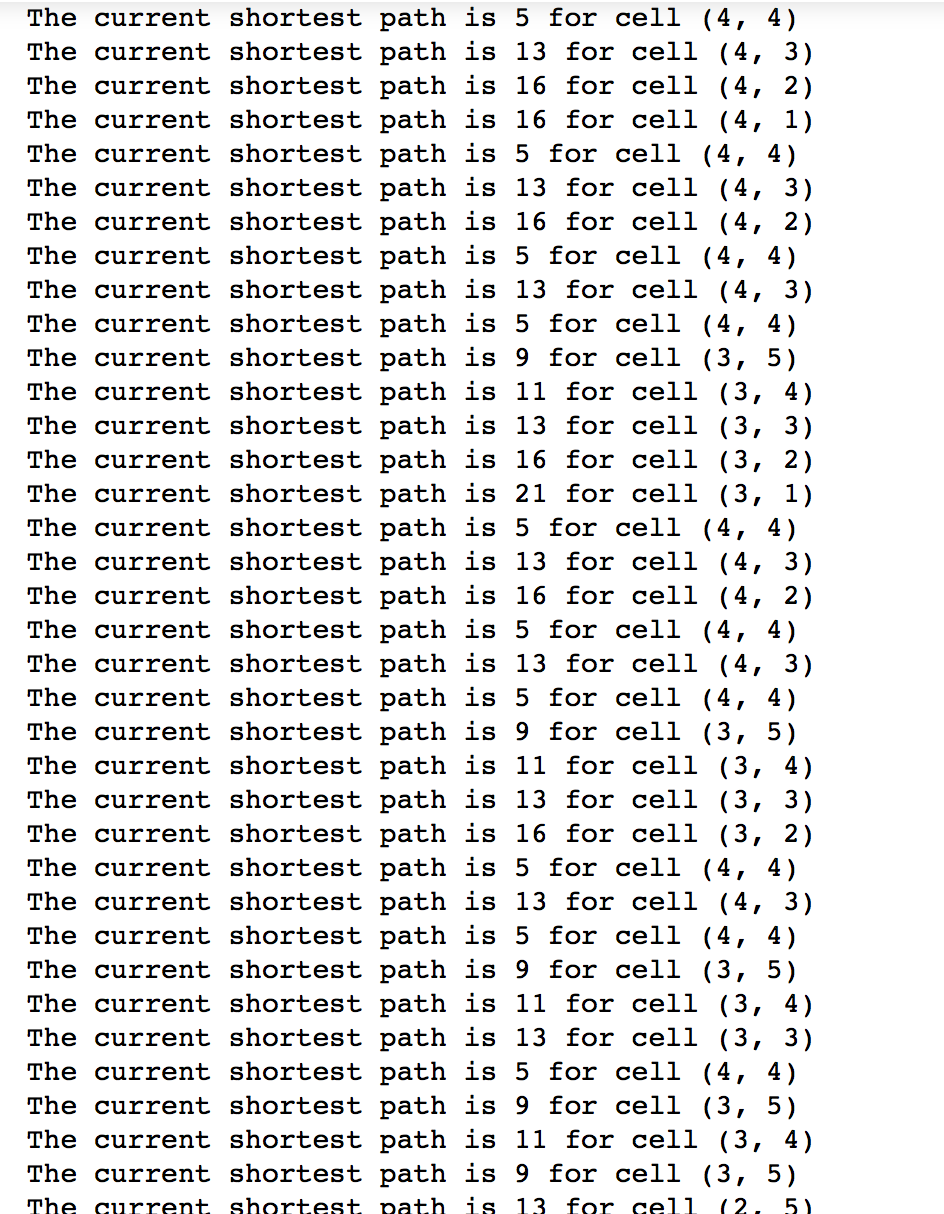 The current shortest path is 5 for cell (4, 4)
The current shortest path is 13 for cell (4, 3)
The current shortest path is 16 for cell (4, 2)
The current shortest path is 16 for cell (4, 1)
The current shortest path is 5 for cell (4, 4)
The current shortest path is 13 for cell (4, 3)
The current shortest path is 16 for cell (4, 2)
The current shortest path is 5 for cell (4, 4)
The current shortest path is 13 for cell (4, 3)
The current shortest path is 5 for cell (4, 4)
The current shortest path is 9 for cell (3, 5)
The current shortest path is 11 for cell (3, 4)
The current shortest path is 13 for cell (3, 3)
The current shortest path is 16 for cell (3, 2)
The current shortest path is 21 for cell (3, 1)
The current shortest path is 5 for cell (4, 4)
The current shortest path is 13 for cell (4, 3)
The current shortest path is 16 for cell (4, 2)
The current shortest path is 5 for cell (4, 4)
The current shortest path is 13 for cell (4, 3)
The current shortest path is 5 for cell (4, 4)
The current shortest path is 9 for cell (3, 5)
The current shortest path is 11 for cell (3, 4)
The current shortest path is 13 for cell (3, 3)
The current shortest path is 16 for cell (3, 2)
The current shortest path is 5 for cell (4, 4)
The current shortest path is 13 for cell (4, 3)
The current shortest path is 5 for cell (4, 4)
The current shortest path is 9 for cell (3, 5)
The current shortest path is 11 for cell (3, 4)
The current shortest path is 13 for cell (3, 3)
The current shortest path is 5 for cell (4, 4)
The current shortest path is 9 for cell (3, 5)
The current shortest path is 11 for cell (3, 4)
The current shortest path is 9 for cell (3, 5)
The current shortest path is 13 for cell (2, 5)